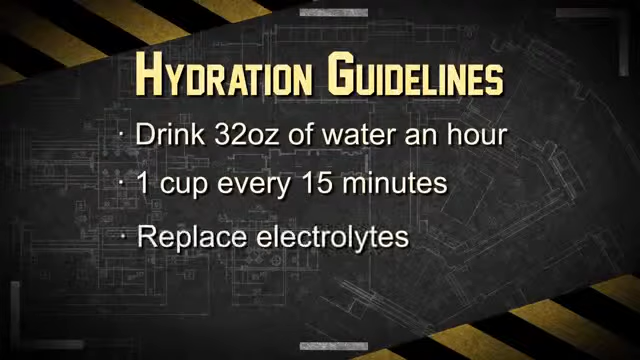 Hydration Guidelines
· Drink 32oz of water an hour
· 1 cup every 15 minutes
· Replace electrolytes